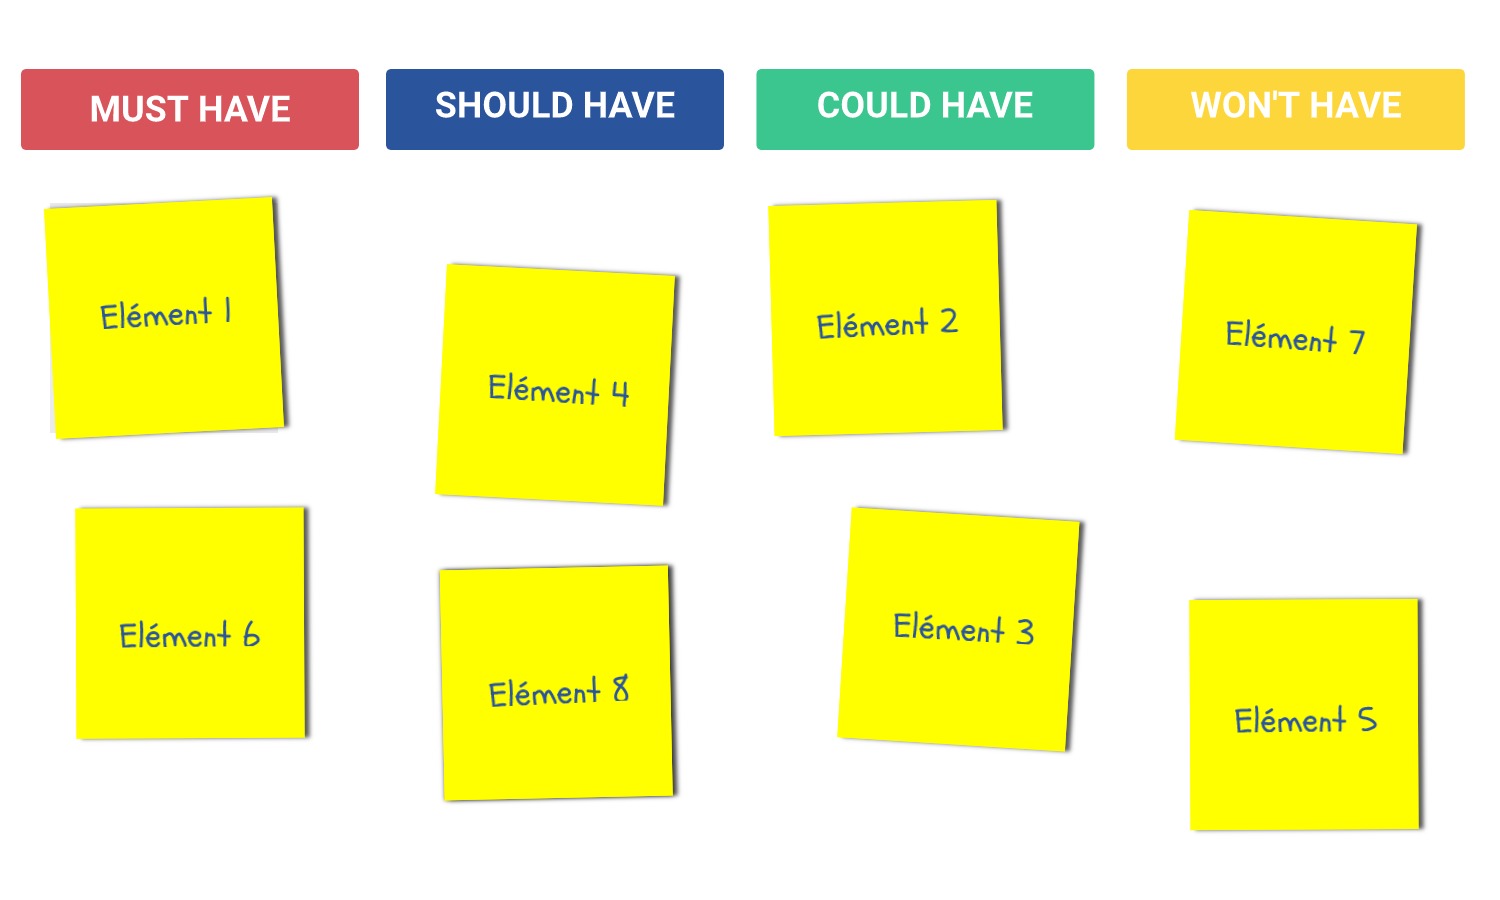 MUST HAVE
SHOULD HAVE
COULD HAVE
WON'T HAVE
Elément 1
Elément 6
Elément 4
Elément 8
Elément 2
Elément 3
Elément 7
Elément 5